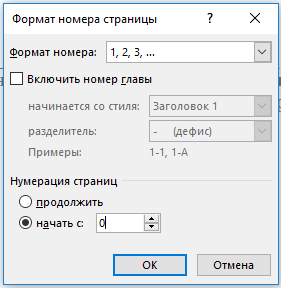 Формат номера страницы
Формат номера: 1, 2, 3, ...
Включить номер главы
начинается со стиля: Заголовок 1
разделитель: - (дефис)
Примеры: 1-1, 1-A
Нумерация страниц
продолжить
начать с: 0
ОК Отмена